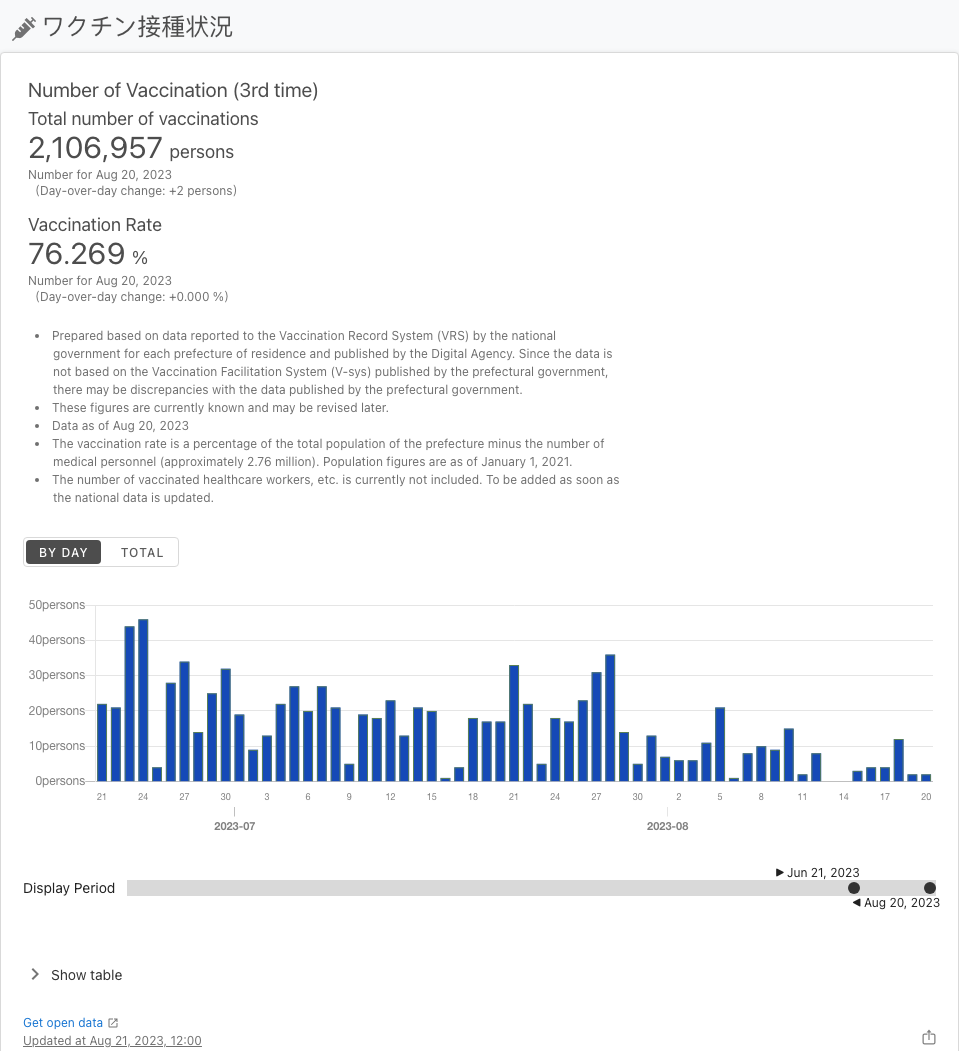 ワクチン接種状況
Number of Vaccination (3rd time)
Total number of vaccinations
2,106,957 persons
Number for Aug 20, 2023
(Day-over-day change: +2 persons)
Vaccination Rate
76.269 %
Number for Aug 20, 2023
(Day-over-day change: +0.000 %)
• Prepared based on data reported to the Vaccination Record System (VRS) by the national
government for each prefecture of residence and published by the Digital Agency. Since the data is
not based on the Vaccination Facilitation System (V-sys) published by the prefectural government,
there may be discrepancies with the data published by the prefectural government.
• These figures are currently known and may be revised later.
• Data as of Aug 20, 2023
• The vaccination rate is a percentage of the total population of the prefecture minus the number of
medical personnel (approximately 2.76 million). Population figures are as of January 1, 2021.
• The number of vaccinated healthcare workers, etc. is currently not included. To be added as soon as
the national data is updated.
BY DAY TOTAL
50persons
40persons
30persons
20persons
10persons
0persons
21 24 27 30 3 6 9 12 15 18 21 24 27 30 2 5 8 11 14 17 20
2023-07 2023-08
Jun 21, 2023
Display Period
Aug 20, 2023
Show table
Get open data
Updated at Aug 21, 2023, 12:00